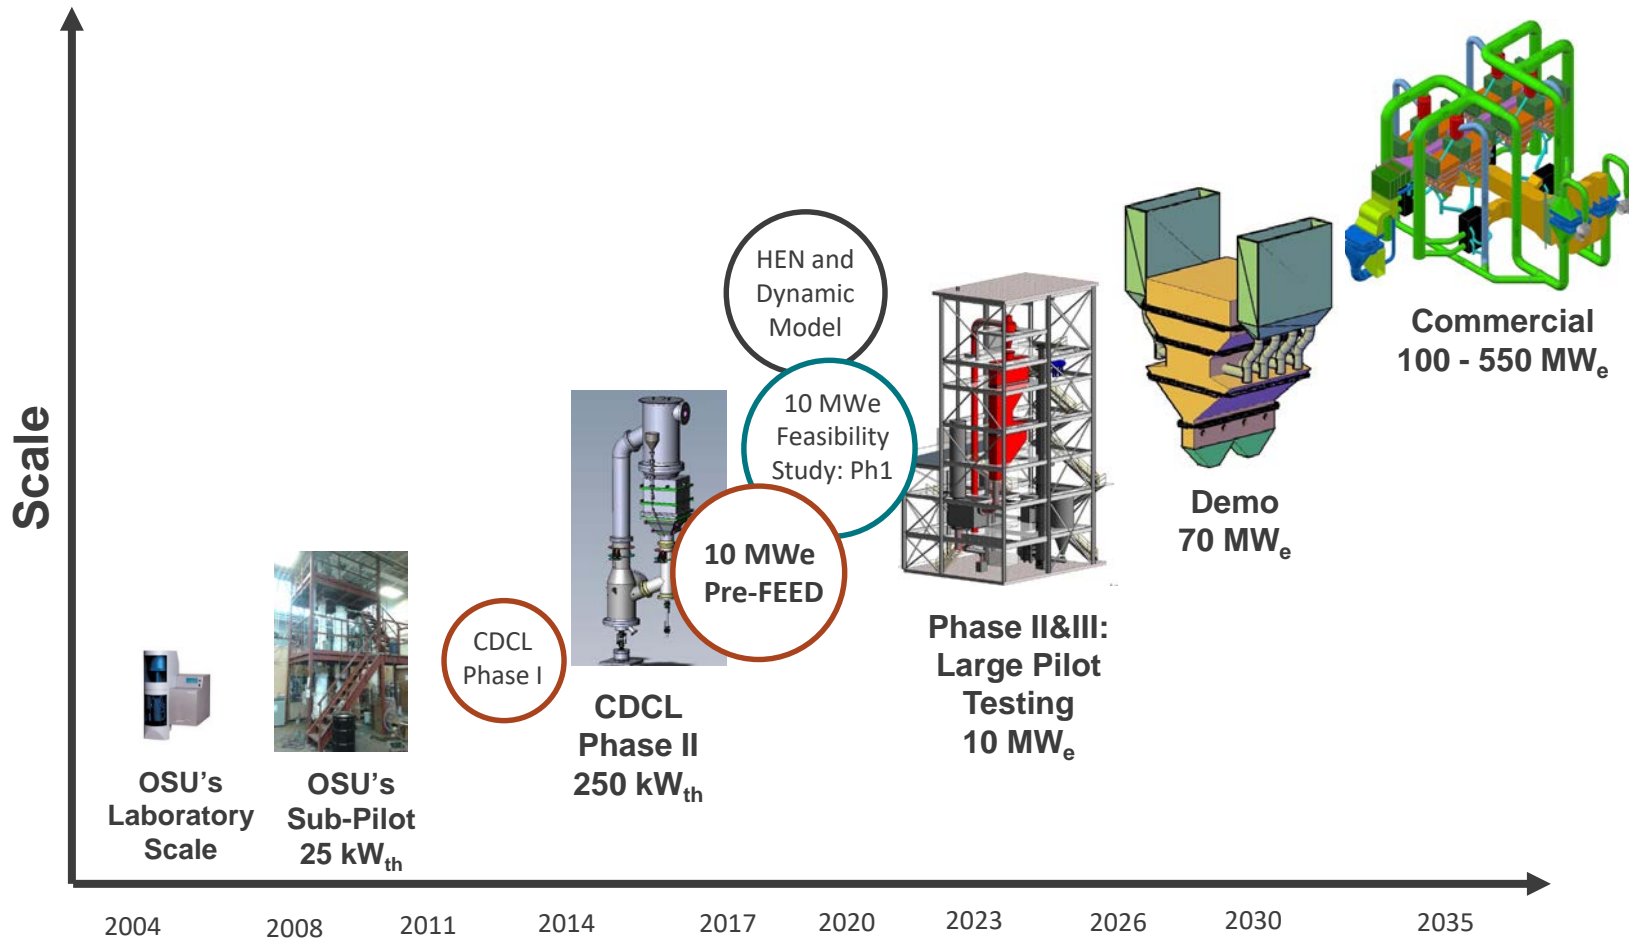 Scale
HEN and
Dynamic
Model
10 MWe
Feasibility
Study: Ph1
10 MWe
Pre-FEED
CDCL
Phase I
OSU’s
Laboratory
Scale
OSU’s
Sub-Pilot
25 kWth
CDCL
Phase II
250 kWth
Phase II&III:
Large Pilot
Testing
10 MWe
Demo
70 MWe
Commercial
100 - 550 MWe
2004
2008
2011
2014
2017
2020
2023
2026
2030
2035